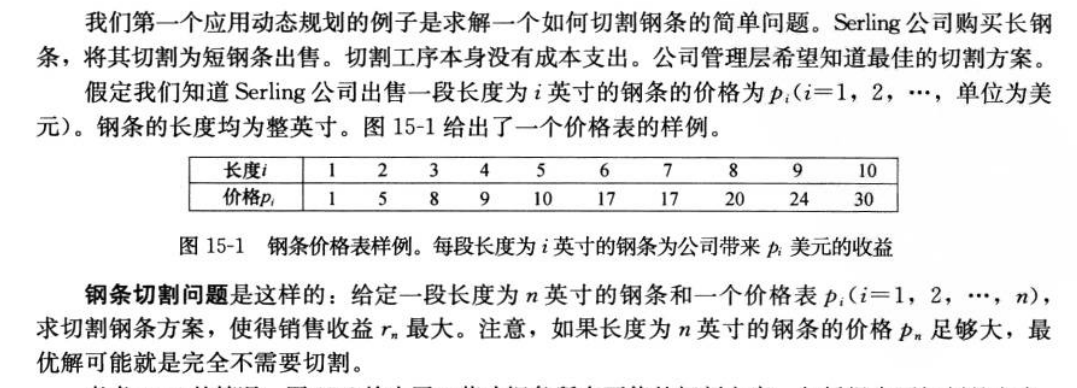 我们第一个应用动态规划的例子是求解一个如何切割钢条的简单问题。Serling 公司购买长钢
条，将其切割为短钢条出售。切割工序本身没有成本支出。公司管理层希望知道最佳的切割方案。
假定我们知道 Serling 公司出售一段长度为 i 英寸的钢条的价格为 pᵢ(i=1，2，…，单位为美
元)。钢条的长度均为整英寸。图 15-1 给出了一个价格表的样例。
长度i 1 2 3 4 5 6 7 8 9 10
价格pᵢ 1 5 8 9 10 17 17 20 24 30
图 15-1 钢条价格表样例。每段长度为 i 英寸的钢条为公司带来 pᵢ 美元的收益
钢条切割问题是这样的：给定一段长度为 n 英寸的钢条和一个价格表 pᵢ(i=1，2，…，n)，
求切割钢条方案，使得销售收益 rₙ 最大。注意，如果长度为 n 英寸的钢条的价格 pₙ 足够大，最
优解可能就是完全不需要切割。